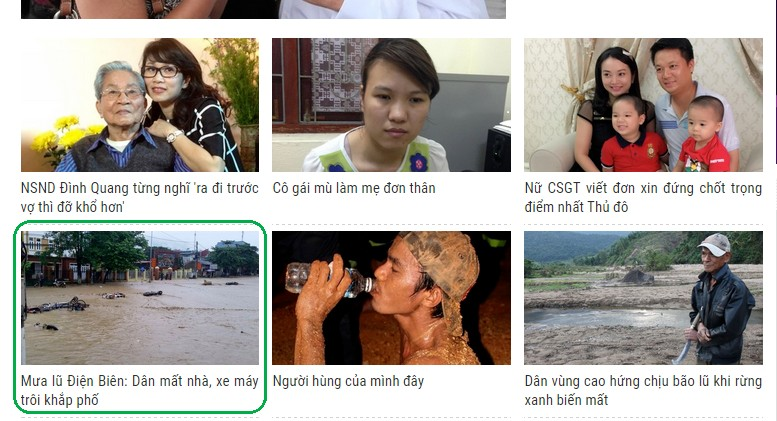 NSND Đình Quang từng nghĩ 'ra đi trước
vợ thì đỡ khổ hơn'
Cô gái mù làm mẹ đơn thân
Nữ CSGT viết đơn xin đứng chốt trọng
điểm nhất Thủ đô
Mưa lũ Điện Biên: Dân mất nhà, xe máy
trôi khắp phố
Người hùng của mình đây
Dân vùng cao hứng chịu bão lũ khi rừng
xanh biến mất